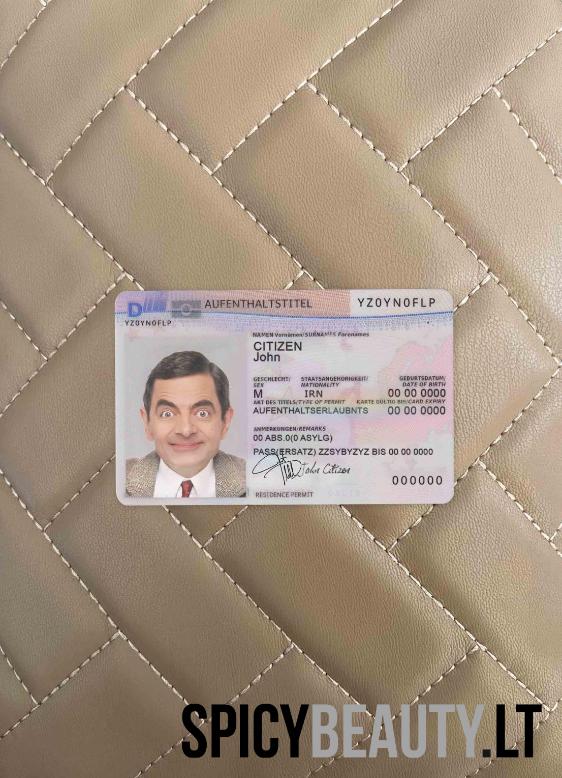 D
AUFENTHALTSTITEL
YZ0YN0FLP
YZ0YN0FLP
NAMEN Vornamen/SURNAMES Forenames
CITIZEN
John
GESCHLECHT/ STAATSANGEHÖRIGKEIT/ GEBURTSDATUM/
SEX NATIONALITY DATE OF BIRTH
M IRN 00 00 0000
ART DES TITELS/TYPE OF PERMIT KARTE GÜLTIG BIS/CARD EXPIRY
AUFENTHALTSERLAUBNTS 00 00 0000
ANMERKUNGEN/REMARKS
00 ABS.0(0 ASYLG)
PASS(ERSATZ) ZZSYBYZYZ BIS 00 00 0000
John Citizen
000000
RESIDENCE PERMIT
SPICYBEAUTY.LT